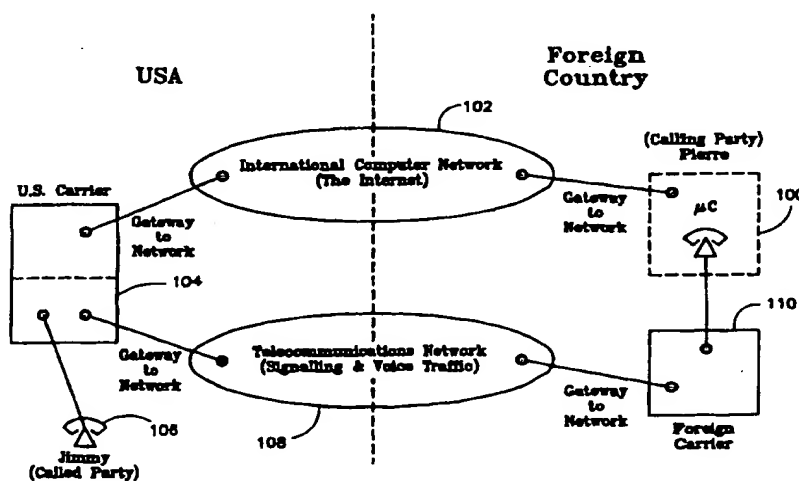 USA
Foreign
Country
102
International Computer Network
(The Internet)
(Calling Party)
Pierre
U.S. Carrier
Gateway
to
Network
Gateway
to
Network
μC
100
104
110
Gateway
to
Network
Telecommunications Network
(Signalling & Voice Traffic)
Gateway
to
Network
106
108
Foreign
Carrier
Jimmy
(Called Party)